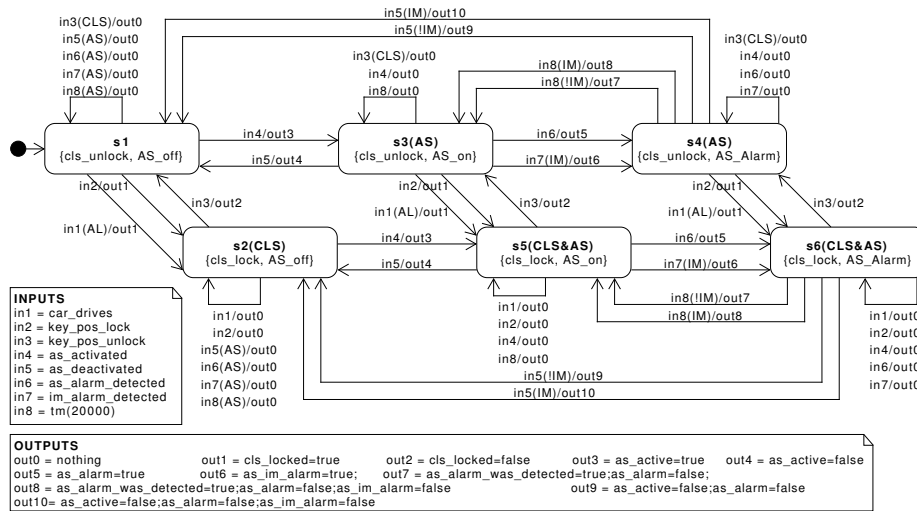 in5(IM)/out10
in5(!IM)/out9
in3(CLS)/out0
in5(AS)/out0
in6(AS)/out0
in7(AS)/out0
in8(AS)/out0
in3(CLS)/out0
in4/out0
in8/out0
in8(IM)/out8
in8(!IM)/out7
in3(CLS)/out0
in4/out0
in6/out0
in7/out0
s1
{cls_unlock, AS_off}
in4/out3
in5/out4
s3(AS)
{cls_unlock, AS_on}
in6/out5
in7(IM)/out6
s4(AS)
{cls_unlock, AS_Alarm}
in2/out1
in3/out2
in1(AL)/out1
in2/out1
in3/out2
in1(AL)/out1
in2/out1
in3/out2
in1(AL)/out1
s2(CLS)
{cls_lock, AS_off}
in4/out3
in5/out4
s5(CLS&AS)
{cls_lock, AS_on}
in6/out5
in7(IM)/out6
s6(CLS&AS)
{cls_lock, AS_Alarm}
in1/out0
in2/out0
in5(AS)/out0
in6(AS)/out0
in7(AS)/out0
in8(AS)/out0
in1/out0
in2/out0
in4/out0
in8/out0
in8(!IM)/out7
in8(IM)/out8
in1/out0
in2/out0
in4/out0
in6/out0
in7/out0
in5(!IM)/out9
in5(IM)/out10
INPUTS
in1 = car_drives
in2 = key_pos_lock
in3 = key_pos_unlock
in4 = as_activated
in5 = as_deactivated
in6 = as_alarm_detected
in7 = im_alarm_detected
in8 = tm(20000)
OUTPUTS
out0 = nothing out1 = cls_locked=true out2 = cls_locked=false out3 = as_active=true out4 = as_active=false
out5 = as_alarm=true out6 = as_im_alarm=true; out7 = as_alarm_was_detected=true;as_alarm=false;
out8 = as_alarm_was_detected=true;as_alarm=false;as_im_alarm=false out9 = as_active=false;as_alarm=false
out10= as_active=false;as_alarm=false;as_im_alarm=false